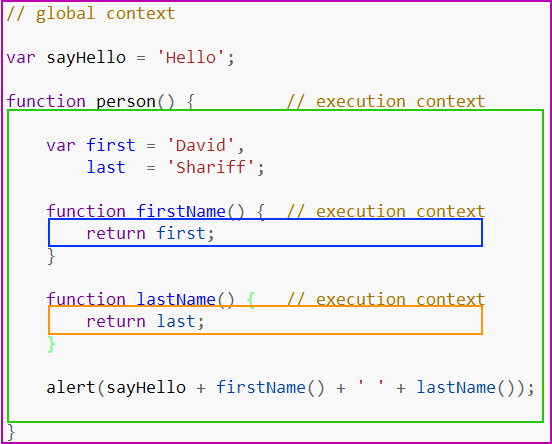 // global context
var sayHello = 'Hello';
function person() {          // execution context
var first = 'David',
last  = 'Shariff';
function firstName() {  // execution context
return first;
}
function lastName() {   // execution context
return last;
}
alert(sayHello + firstName() + ' ' + lastName());
}